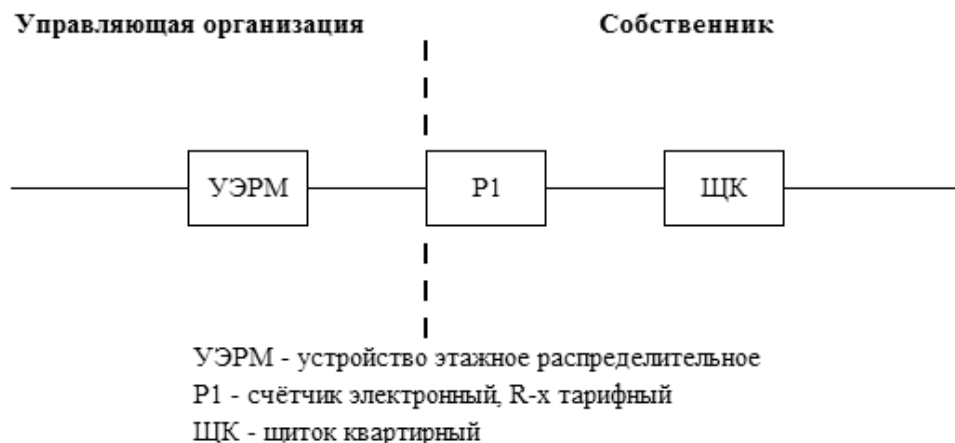 Управляющая организация Собственник
УЭРМ Р1 ЩК
УЭРМ - устройство этажное распределительное
Р1 - счётчик электронный, R-х тарифный
ЩК - щиток квартирный